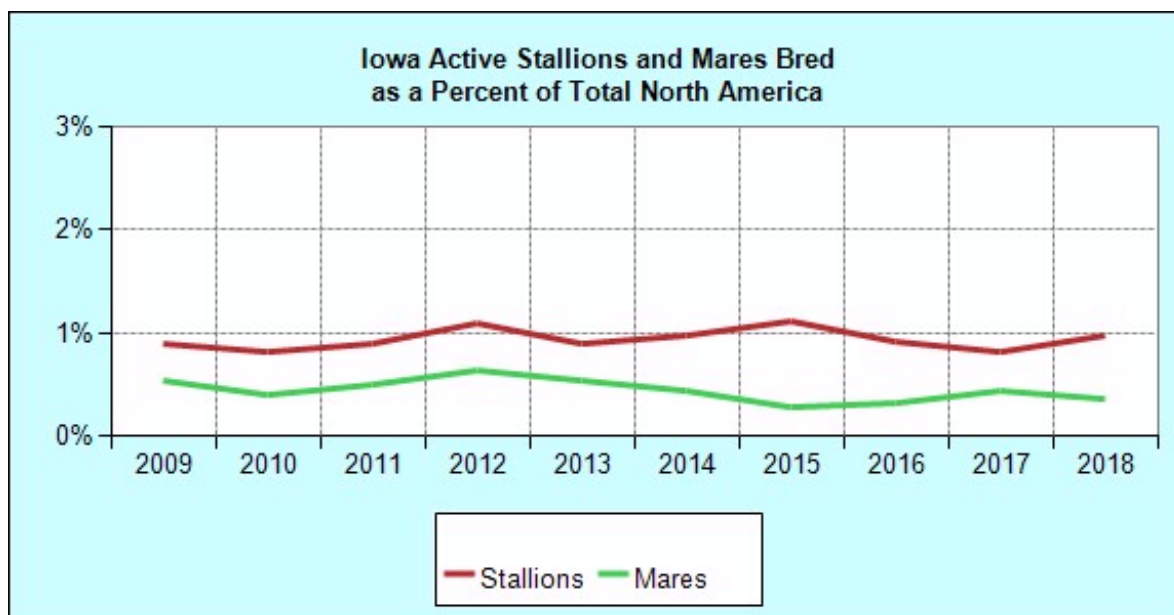 Iowa Active Stallions and Mares Bred
as a Percent of Total North America
3%
2%
1%
0%
2009 2010 2011 2012 2013 2014 2015 2016 2017 2018
Stallions Mares